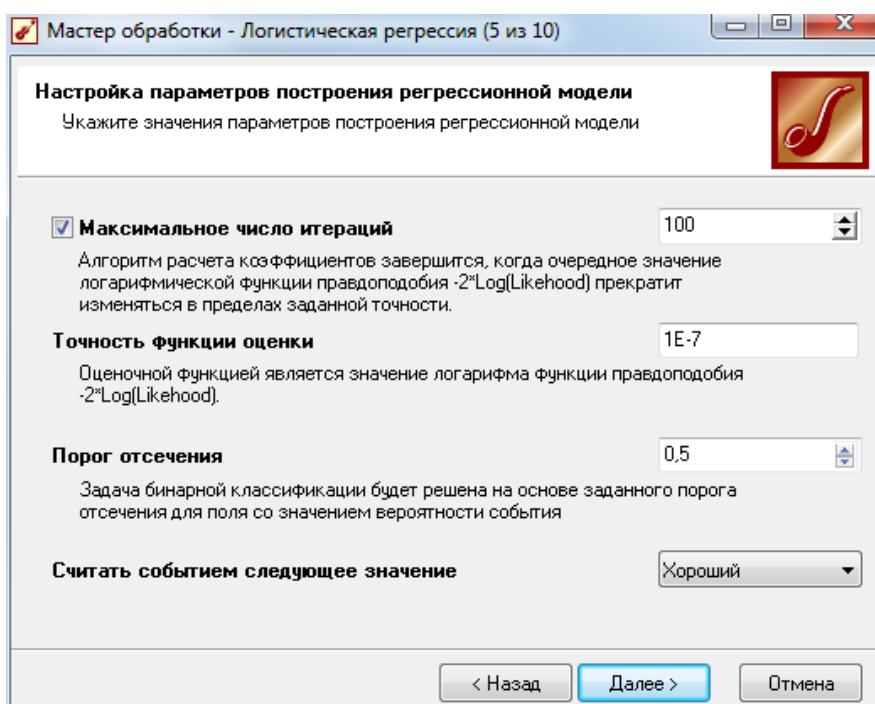 Мастер обработки - Логистическая регрессия (5 из 10)
Настройка параметров построения регрессионной модели
Укажите значения параметров построения регрессионной модели
Максимальное число итераций
100
Алгоритм расчета коэффициентов завершится, когда очередное значение
логарифмической функции правдоподобия -2*Log(Likehood) прекратит
изменяться в пределах заданной точности.
Точность функции оценки
1E-7
Оценочной функцией является значение логарифма функции правдоподобия
-2*Log(Likehood).
Порог отсечения
0,5
Задача бинарной классификации будет решена на основе заданного порога
отсечения для поля со значением вероятности события
Считать событием следующее значение
Хороший
< Назад
Далее >
Отмена